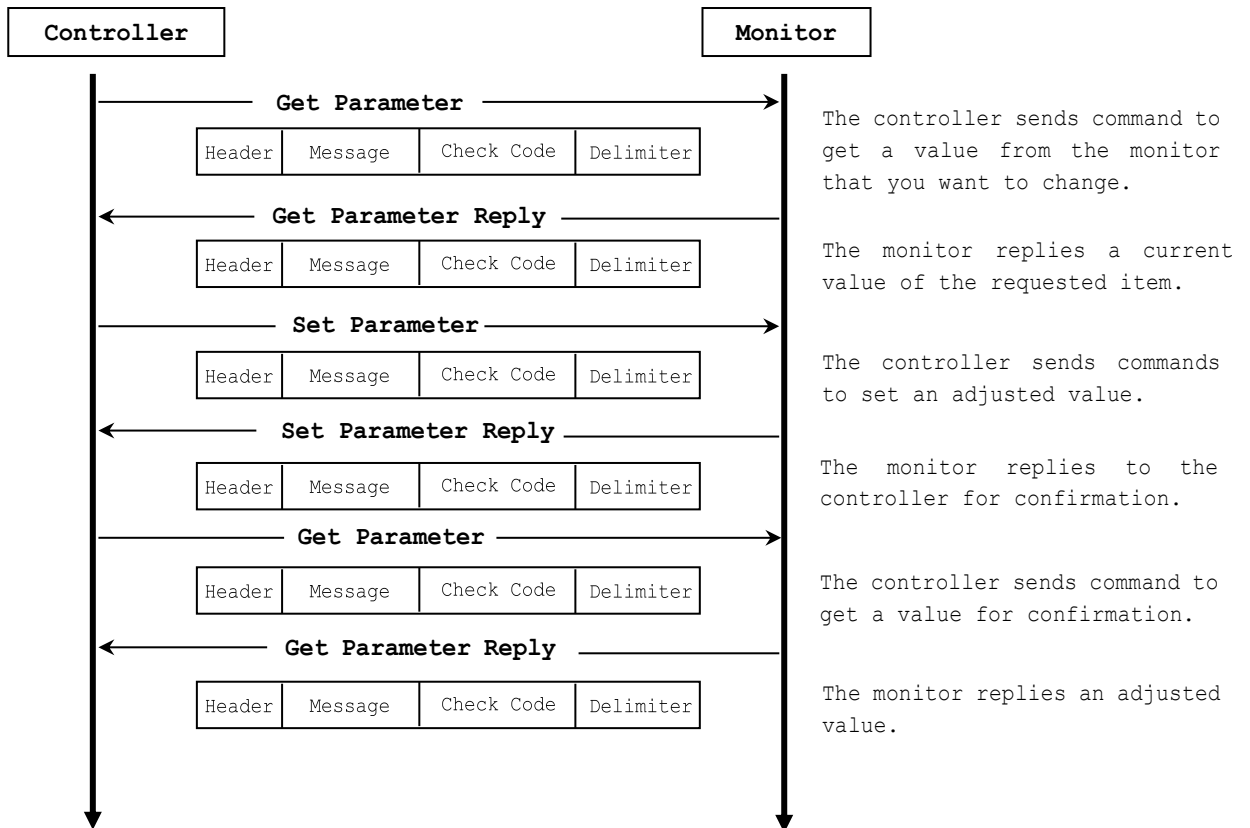 Controller
Monitor
Get Parameter
Header Message Check Code Delimiter
The controller sends command to
get a value from the monitor
that you want to change.
Get Parameter Reply
Header Message Check Code Delimiter
The monitor replies a current
value of the requested item.
Set Parameter
Header Message Check Code Delimiter
The controller sends commands
to set an adjusted value.
Set Parameter Reply
Header Message Check Code Delimiter
The monitor replies to the
controller for confirmation.
Get Parameter
Header Message Check Code Delimiter
The controller sends command to
get a value for confirmation.
Get Parameter Reply
Header Message Check Code Delimiter
The monitor replies an adjusted
value.